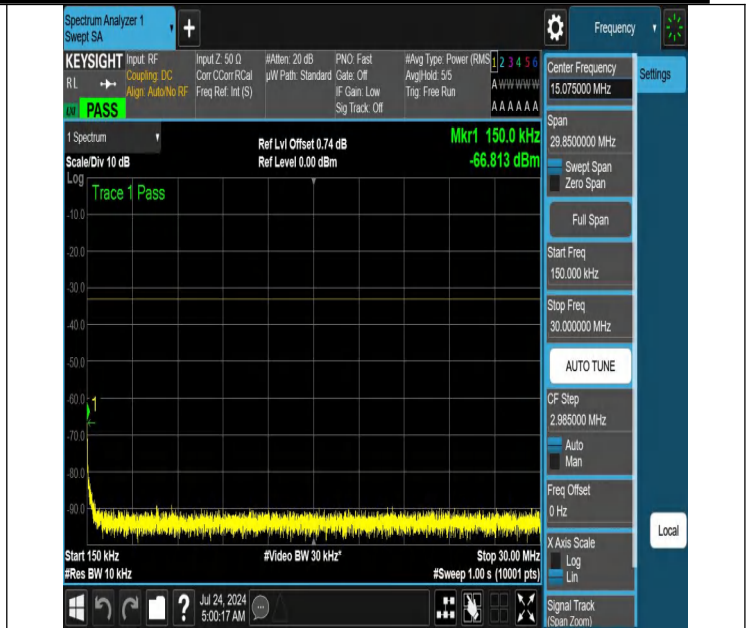 Spectrum Analyzer 1
Swept SA
+
Frequency
KEYSIGHT
RL
PASS
Input: RF
Coupling: DC
Align: Auto/No RF
Input Z: 50 Ω
Corr CCorr RCal
Freq Ref: Int (S)
#Atten: 20 dB
µW Path: Standard
PNO: Fast
Gate: Off
IF Gain: Low
Sig Track: Off
#Avg Type: Power (RMS
Avg|Hold: 5/5
Trig: Free Run
1 2 3 4 5 6
A W W W W W
A A A A A A
1 Spectrum
Scale/Div 10 dB
Ref Lvl Offset 0.74 dB
Ref Level 0.00 dBm
Mkr1 150.0 kHz
-66.813 dBm
Log
Trace 1 Pass
-10.0
-20.0
-30.0
-40.0
-50.0
-60.0
-70.0
-80.0
-90.0
1
Start 150 kHz
#Res BW 10 kHz
#Video BW 30 kHz*
Stop 30.00 MHz
#Sweep 1.00 s (10001 pts)
Center Frequency
15.075000 MHz
Settings
Span
29.8500000 MHz
Swept Span
Zero Span
Full Span
Start Freq
150.000 kHz
Stop Freq
30.000000 MHz
AUTO TUNE
CF Step
2.985000 MHz
Auto
Man
Freq Offset
0 Hz
X Axis Scale
Log
Lin
Local
Signal Track
(Span Zoom)
?
Jul 24, 2024
5:00:17 AM